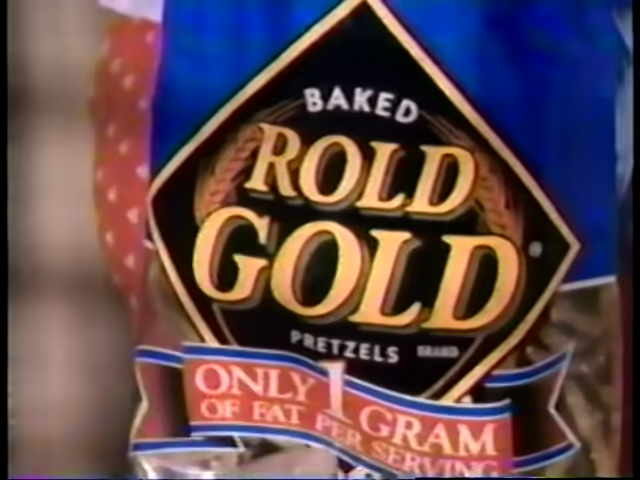 BAKED
ROLD
GOLD®
PRETZELS BRAND
ONLY 1 GRAM
OF FAT PER SERVING